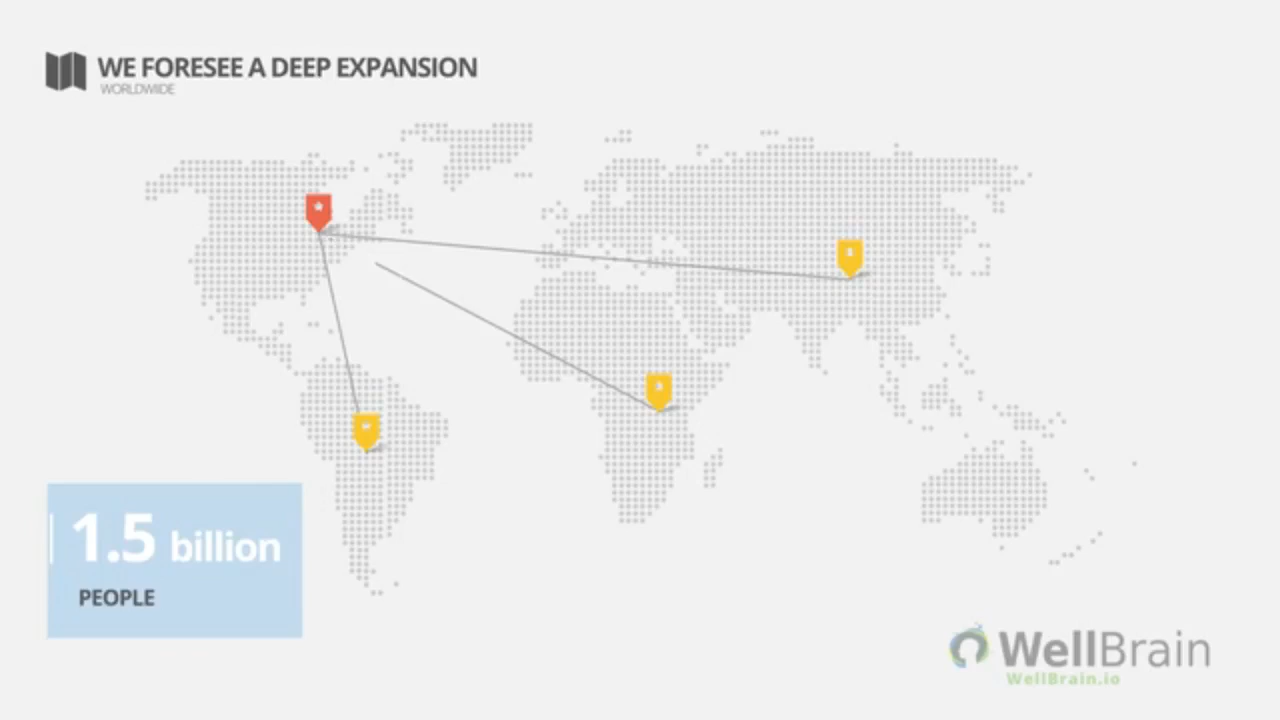 WE FORESEE A DEEP EXPANSION
WORLDWIDE
1.5 billion
PEOPLE
WellBrain
WellBrain.io